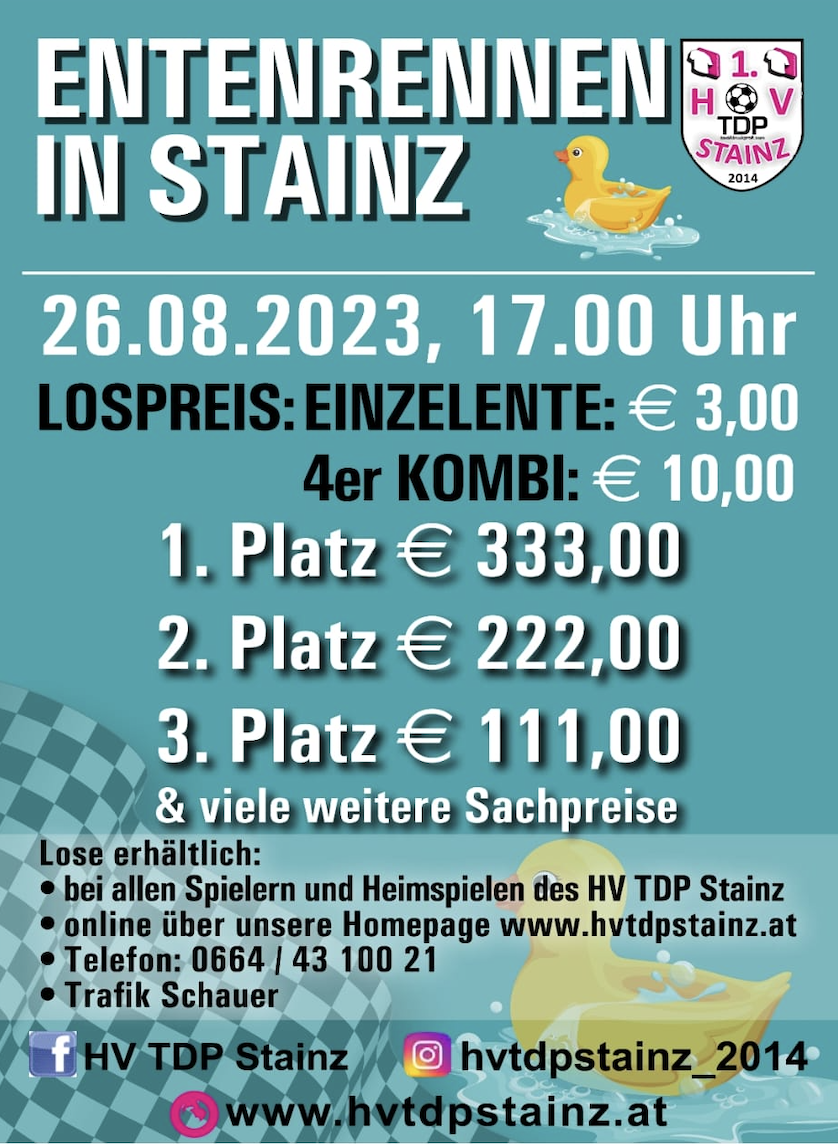 ENTENRENNEN
IN STAINZ
1.
H V
TDP
STAINZ
2014
26.08.2023, 17.00 Uhr
LOSPREIS: EINZELENTE: € 3,00
4er KOMBI: € 10,00
1. Platz € 333,00
2. Platz € 222,00
3. Platz € 111,00
& viele weitere Sachpreise
Lose erhältlich:
• bei allen Spielern und Heimspielen des HV TDP Stainz
• online über unsere Homepage www.hvtdpstainz.at
• Telefon: 0664 / 43 100 21
• Trafik Schauer
f HV TDP Stainz hvtdpstainz_2014
www.hvtdpstainz.at